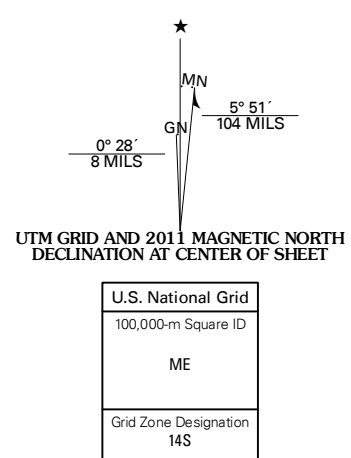 ★
MN
GN
5° 51´
104 MILS
0° 28´
8 MILS
UTM GRID AND 2011 MAGNETIC NORTH
DECLINATION AT CENTER OF SHEET
U.S. National Grid
100,000-m Square ID
ME
Grid Zone Designation
14S